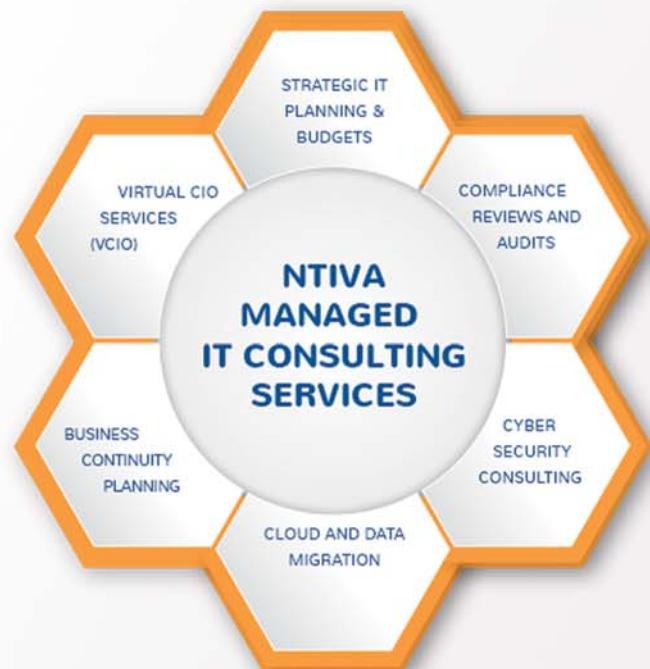 STRATEGIC IT
PLANNING &
BUDGETS
VIRTUAL CIO
SERVICES
(VCIO)
COMPLIANCE
REVIEWS AND
AUDITS
NTIVA
MANAGED
IT CONSULTING
SERVICES
BUSINESS
CONTINUITY
PLANNING
CYBER
SECURITY
CONSULTING
CLOUD AND DATA
MIGRATION